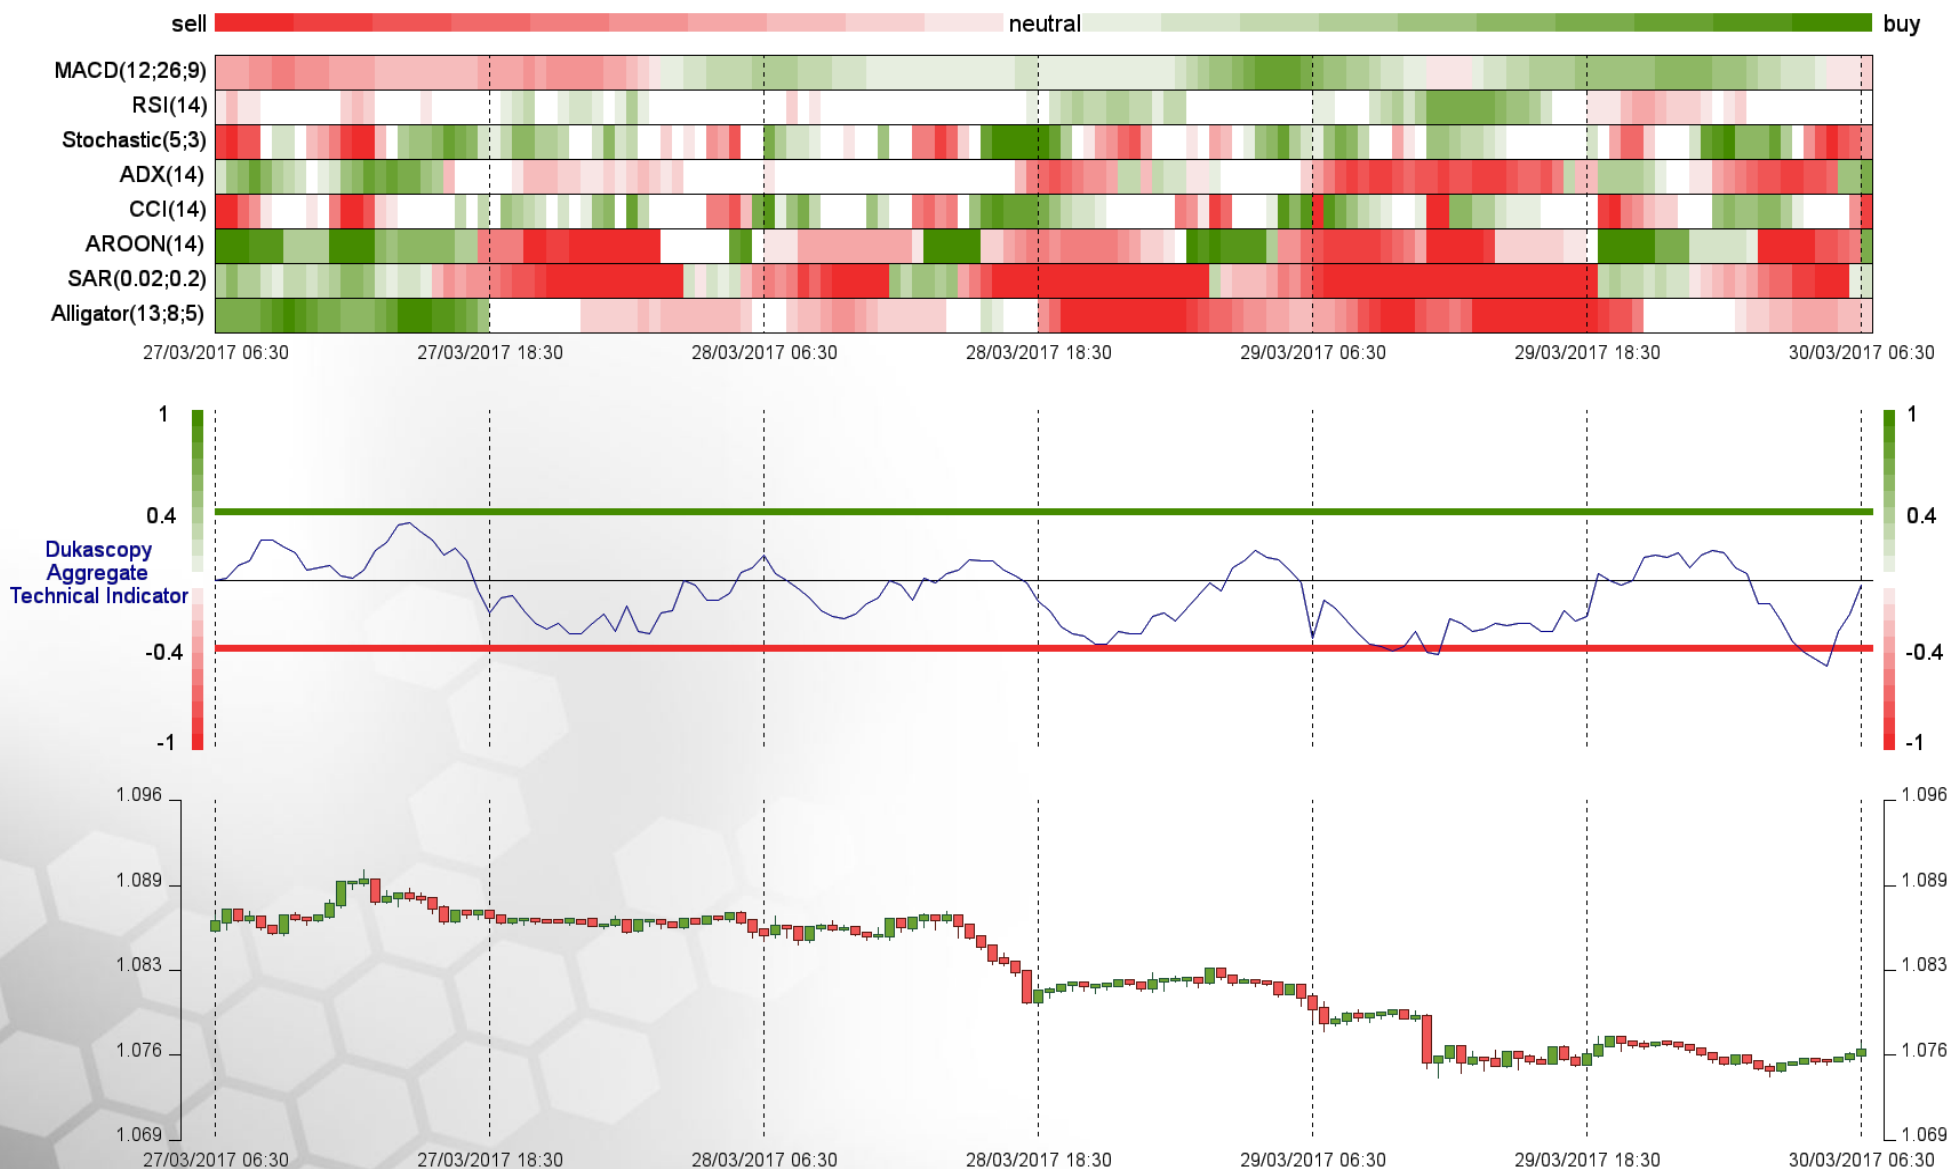 sell neutral buy
MACD(12;26;9)
RSI(14)
Stochastic(5;3)
ADX(14)
CCI(14)
AROON(14)
SAR(0.02;0.2)
Alligator(13;8;5)
27/03/2017 06:30 27/03/2017 18:30 28/03/2017 06:30 28/03/2017 18:30 29/03/2017 06:30 29/03/2017 18:30 30/03/2017 06:30
1 1
0.4 0.4
Dukascopy
Aggregate
Technical Indicator
-0.4 -0.4
-1 -1
1.096 1.096
1.089 1.089
1.083 1.083
1.076 1.076
1.069 1.069
27/03/2017 06:30 27/03/2017 18:30 28/03/2017 06:30 28/03/2017 18:30 29/03/2017 06:30 29/03/2017 18:30 30/03/2017 06:30